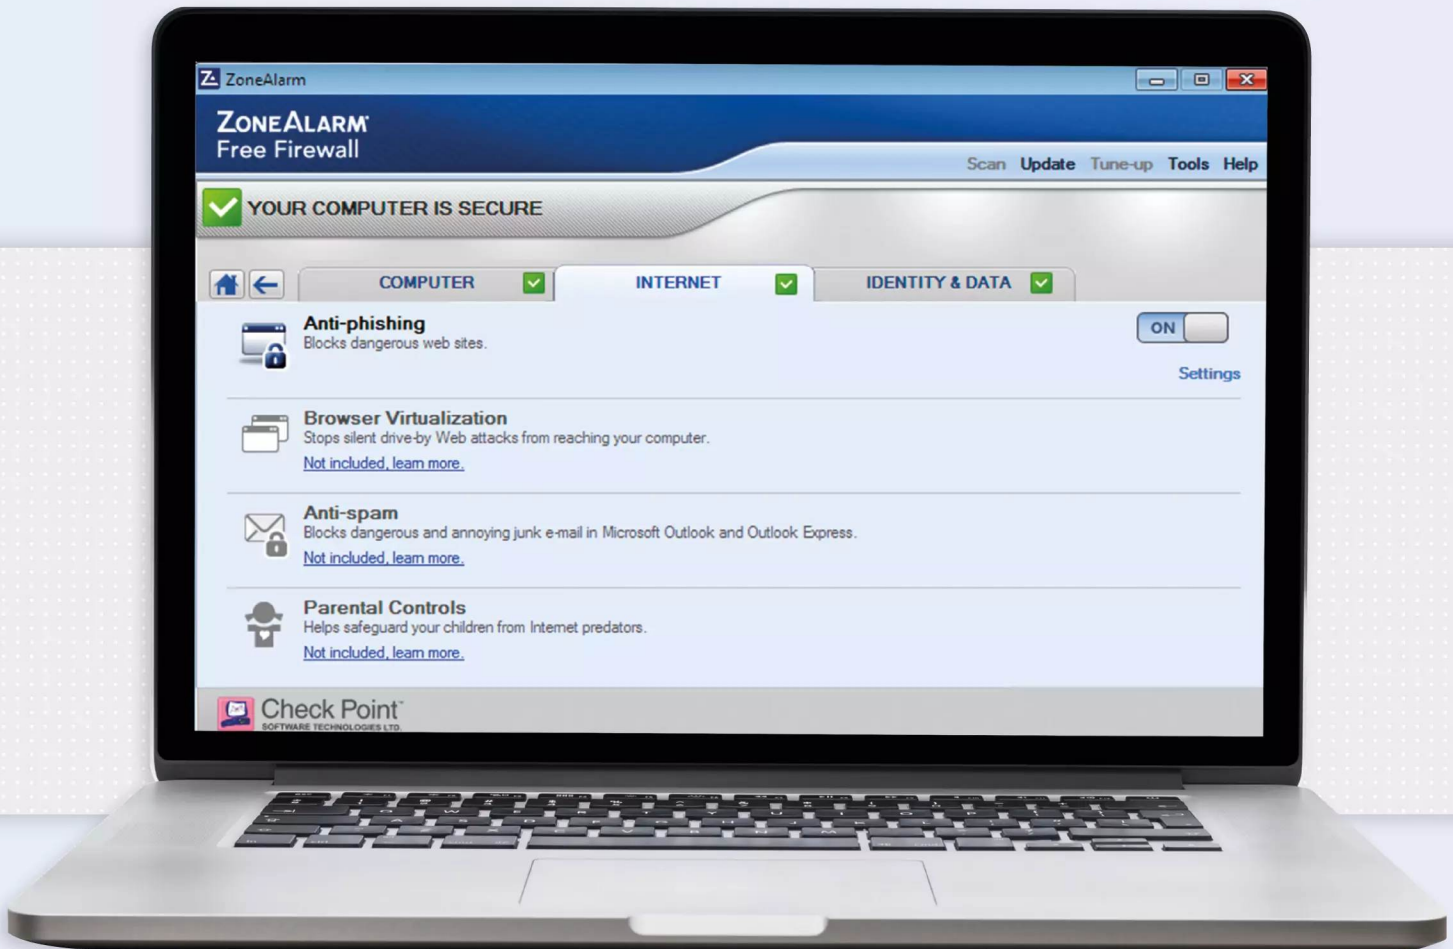 ZoneAlarm
ZONEALARM
Free Firewall
Scan Update Tune-up Tools Help
YOUR COMPUTER IS SECURE
COMPUTER INTERNET IDENTITY & DATA
Anti-phishing
Blocks dangerous web sites.
ON
Settings
Browser Virtualization
Stops silent drive-by Web attacks from reaching your computer.
Not included, learn more.
Anti-spam
Blocks dangerous and annoying junk e-mail in Microsoft Outlook and Outlook Express.
Not included, learn more.
Parental Controls
Helps safeguard your children from Internet predators.
Not included, learn more.
Check Point™
SOFTWARE TECHNOLOGIES LTD.